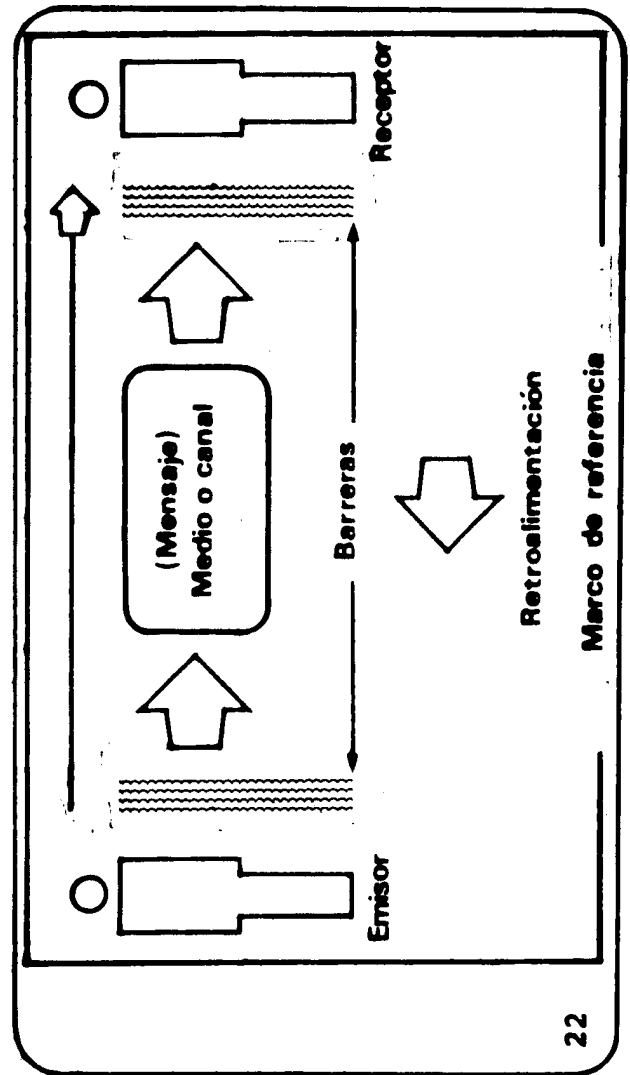 (Mensaje)
Medio o canal
Emisor
Receptor
Barreras
Retroalimentación
Marco de referencia
22